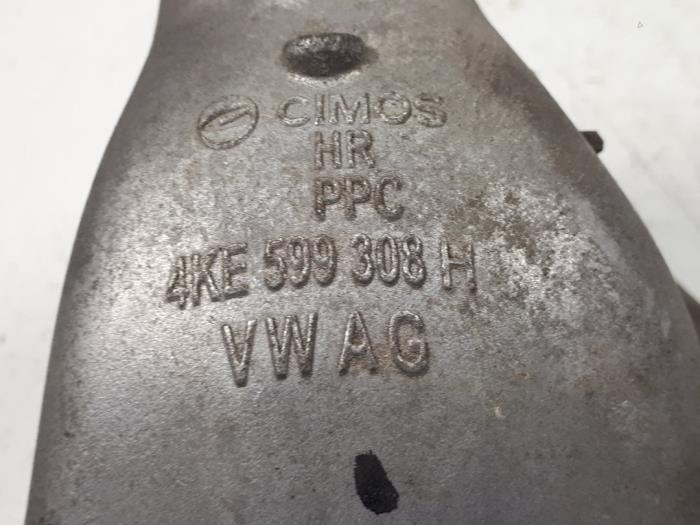 CIMOS
HR
PPC
4KE 599 308 H
VW AG